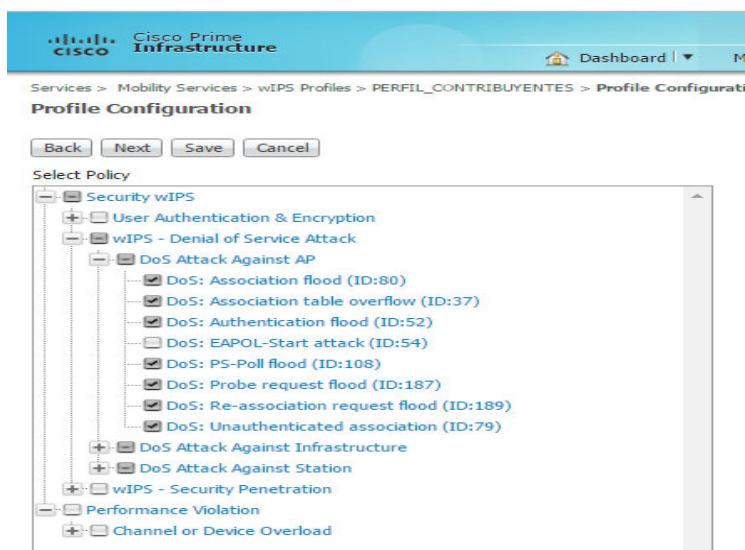 Cisco Prime
CISCO Infrastructure
Dashboard
M
Services > Mobility Services > wIPS Profiles > PERFIL_CONTRIBUYENTES > Profile Configurati
Profile Configuration
Back Next Save Cancel
Select Policy
Security wIPS
User Authentication & Encryption
wIPS - Denial of Service Attack
DoS Attack Against AP
DoS: Association flood (ID:80)
DoS: Association table overflow (ID:37)
DoS: Authentication flood (ID:52)
DoS: EAPOL-Start attack (ID:54)
DoS: PS-Poll flood (ID:108)
DoS: Probe request flood (ID:187)
DoS: Re-association request flood (ID:189)
DoS: Unauthenticated association (ID:79)
DoS Attack Against Infrastructure
DoS Attack Against Station
wIPS - Security Penetration
Performance Violation
Channel or Device Overload